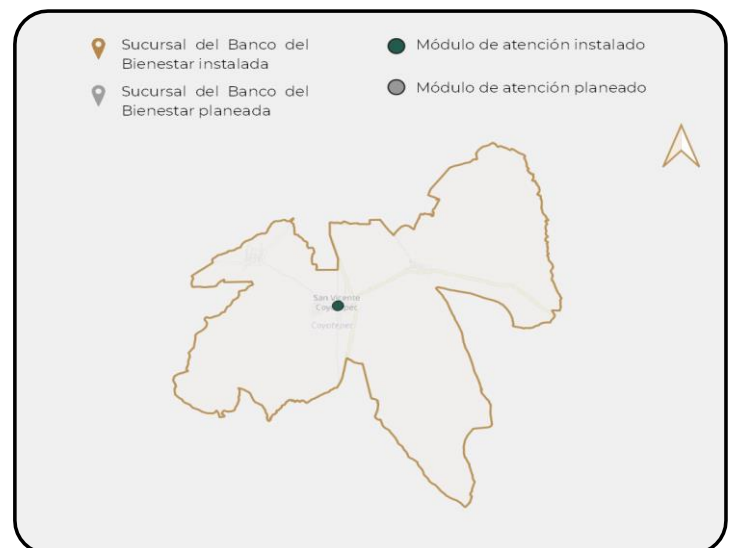 Sucursal del Banco del
Bienestar instalada
Sucursal del Banco del
Bienestar planeada
Módulo de atención instalado
Módulo de atención planeado
San Vicente
Coyotepec
Coyotepec